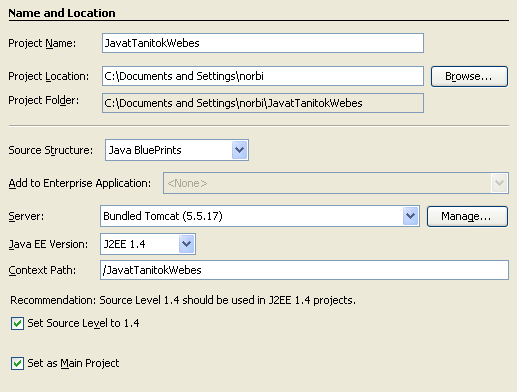 Name and Location
Project Name: JavatTanitokWebes
Project Location: C:\Documents and Settings\norbi Browse...
Project Folder: C:\Documents and Settings\norbi\JavatTanitokWebes
Source Structure: Java BluePrints
Add to Enterprise Application: <None>
Server: Bundled Tomcat (5.5.17) Manage...
Java EE Version: J2EE 1.4
Context Path: /JavatTanitokWebes
Recommendation: Source Level 1.4 should be used in J2EE 1.4 projects.
Set Source Level to 1.4
Set as Main Project